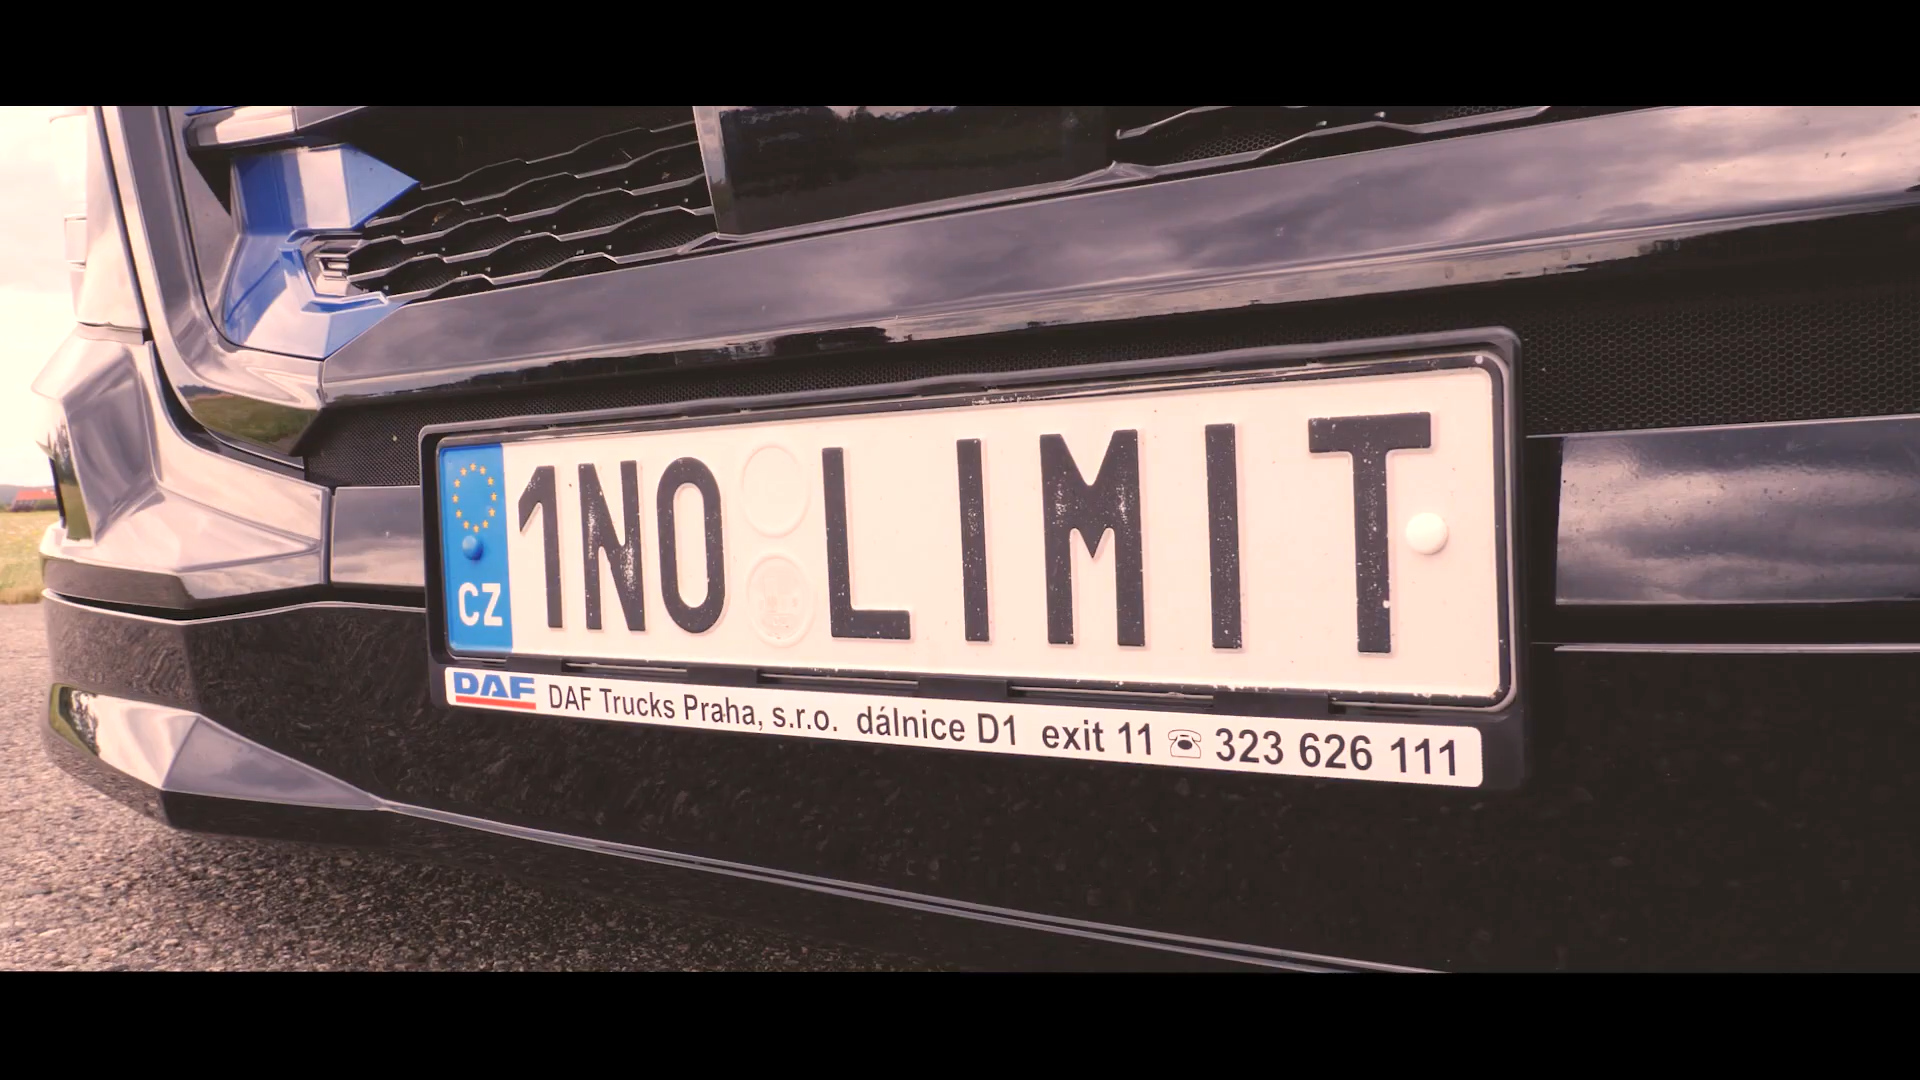 1NO LIMIT
CZ
DAF DAF Trucks Praha, s.r.o. dálnice D1 exit 11 ☏ 323 626 111